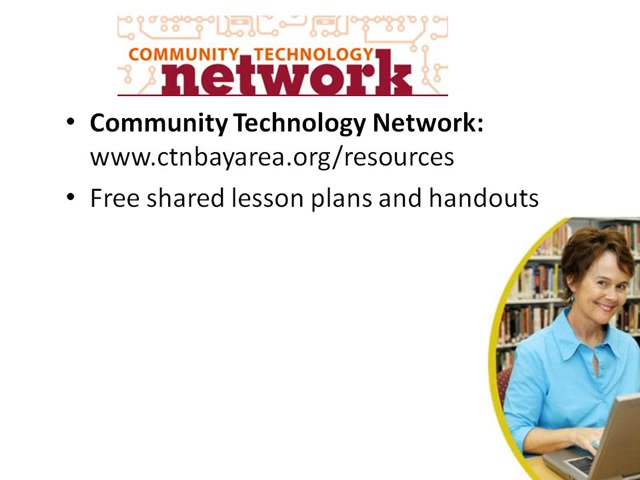 COMMUNITY TECHNOLOGY
network
• Community Technology Network:
www.ctnbayarea.org/resources
• Free shared lesson plans and handouts